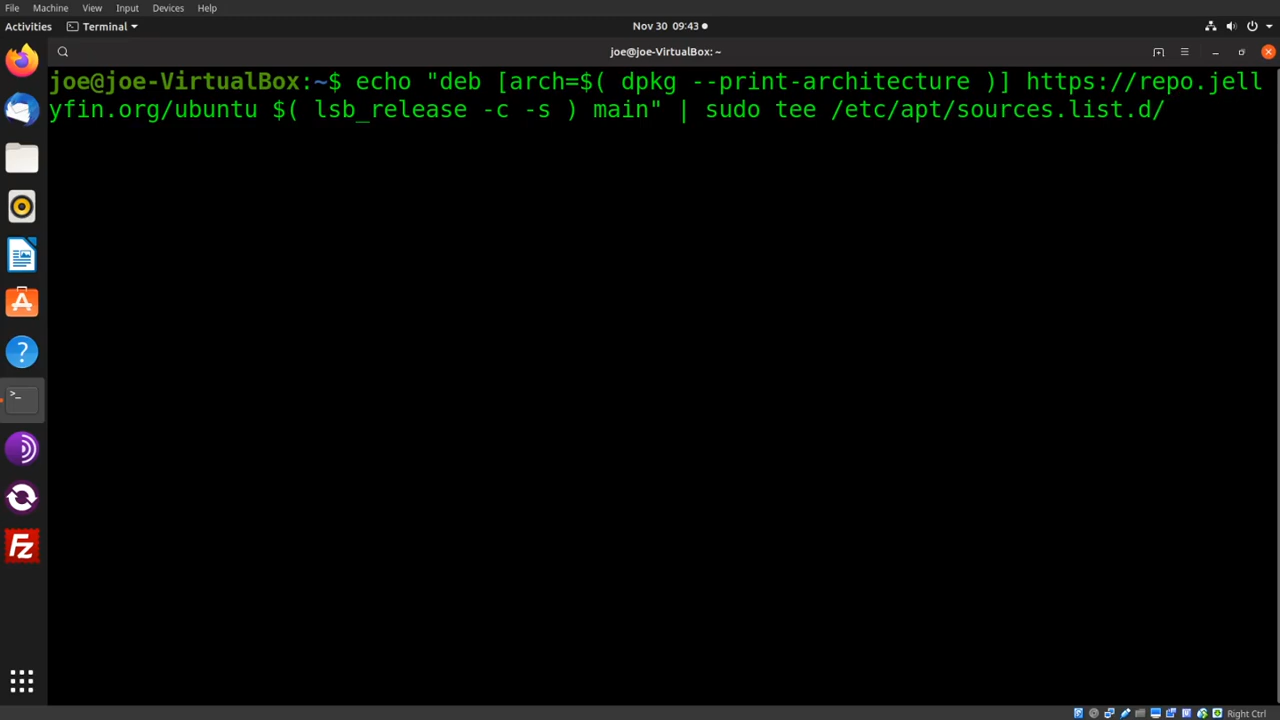 File Machine View Input Devices Help
Activities Terminal Nov 30 09:43
joe@joe-VirtualBox: ~
joe@joe-VirtualBox:~$ echo "deb [arch=$( dpkg --print-architecture )] https://repo.jell
yfin.org/ubuntu $( lsb_release -c -s ) main" | sudo tee /etc/apt/sources.list.d/
>_
?
Fz
Right Ctrl